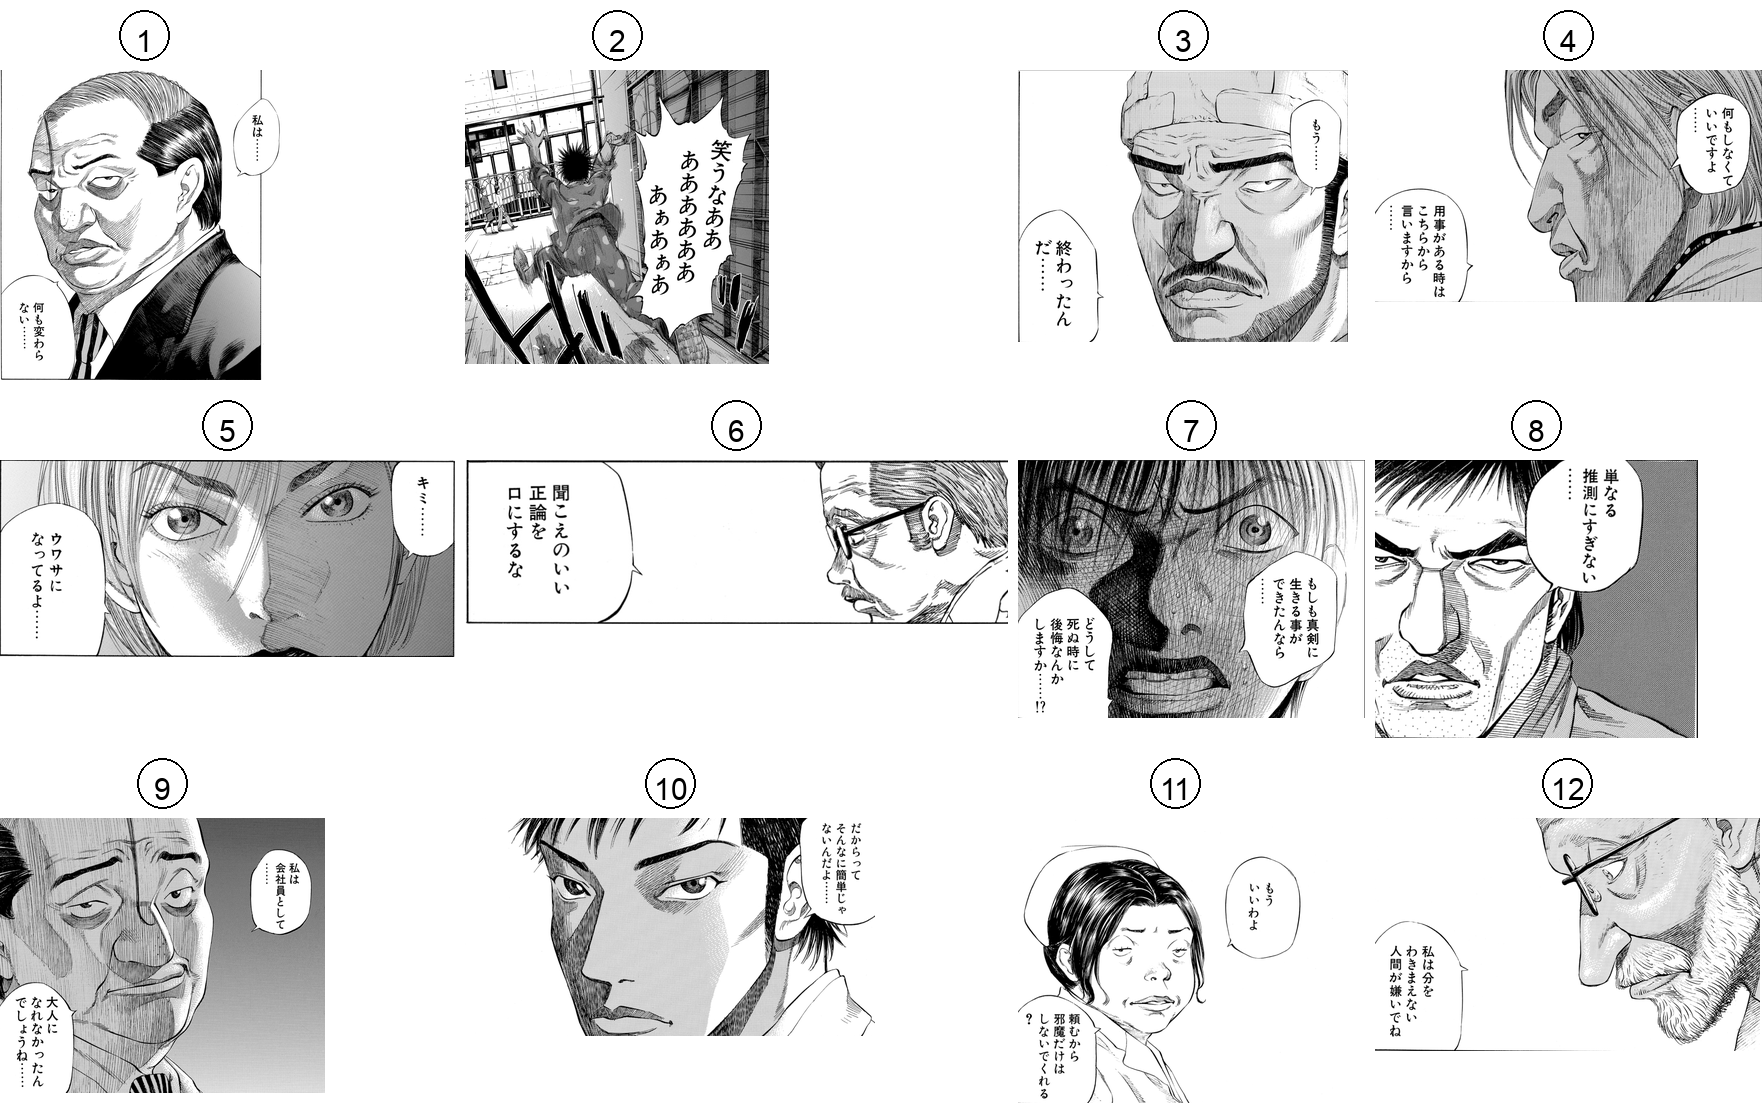 1
私は……
何も変わら
ない……
2
笑うなああ
ああああああ
あぁあぁあ
3
もう……
終わったん
だ……
4
何もしなくて
いいですよ
……
用事がある時は
こちらから
言いますから
……
5
キミ……
ウワサに
なってるよ……
6
聞こえのいい
正論を
口にするな
7
もしも真剣に
生きる事が
できたんなら
……
どうして
死ぬ時に
後悔なんか
しますか……!?
8
単なる
推測にすぎない
……
9
私は
会社員として
……
大人に
なれなかったん
でしょうね……
10
だからって
そんなに簡単じゃ
ないんだよ……
11
もう
いいわよ
頼むから
邪魔だけは
しないでくれる
?
12
私は分を
わきまえない
人間が嫌いでね